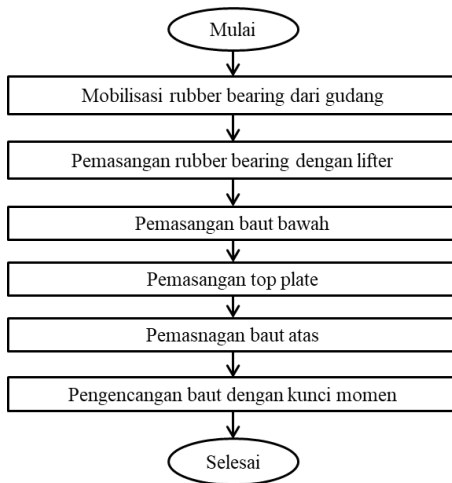 Mulai
Mobilisasi rubber bearing dari gudang
Pemasangan rubber bearing dengan lifter
Pemasangan baut bawah
Pemasangan top plate
Pemasnagan baut atas
Pengencangan baut dengan kunci momen
Selesai